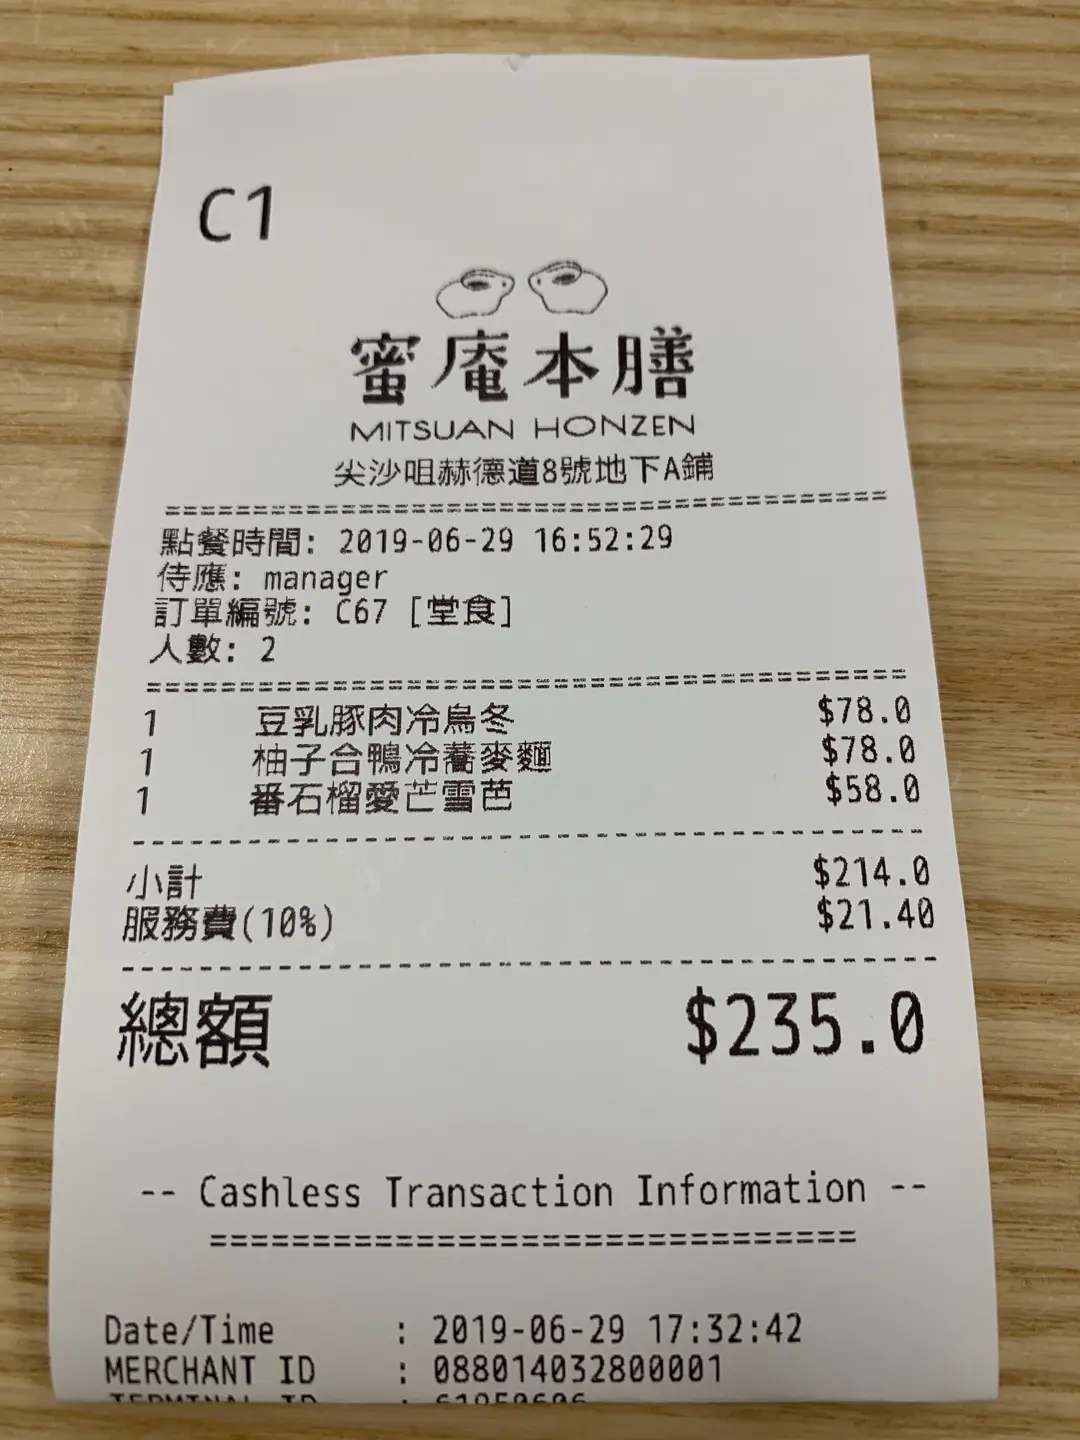 C1
蜜庵本膳
MITSUAN HONZEN
尖沙咀赫德道8號地下A鋪
點餐時間: 2019-06-29 16:52:29
侍應: manager
訂單編號: C67 [堂食]
人數: 2
1 豆乳豚肉冷烏冬 $78.0
1 柚子合鴨冷蕎麥麵 $78.0
1 番石榴愛芒雪芭 $58.0
小計 $214.0
服務費(10%) $21.40
總額 $235.0
-- Cashless Transaction Information --
Date/Time : 2019-06-29 17:32:42
MERCHANT ID : 088014032800001
TERMINAL ID :